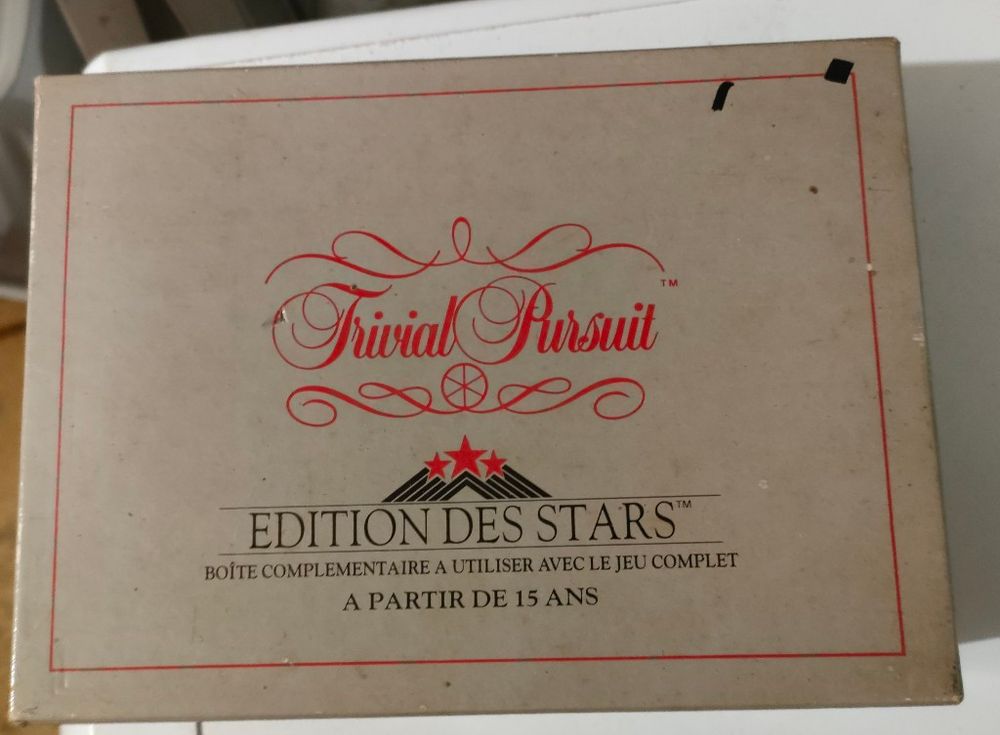 Trivial Pursuit™
EDITION DES STARS™
BOÎTE COMPLEMENTAIRE A UTILISER AVEC LE JEU COMPLET
A PARTIR DE 15 ANS